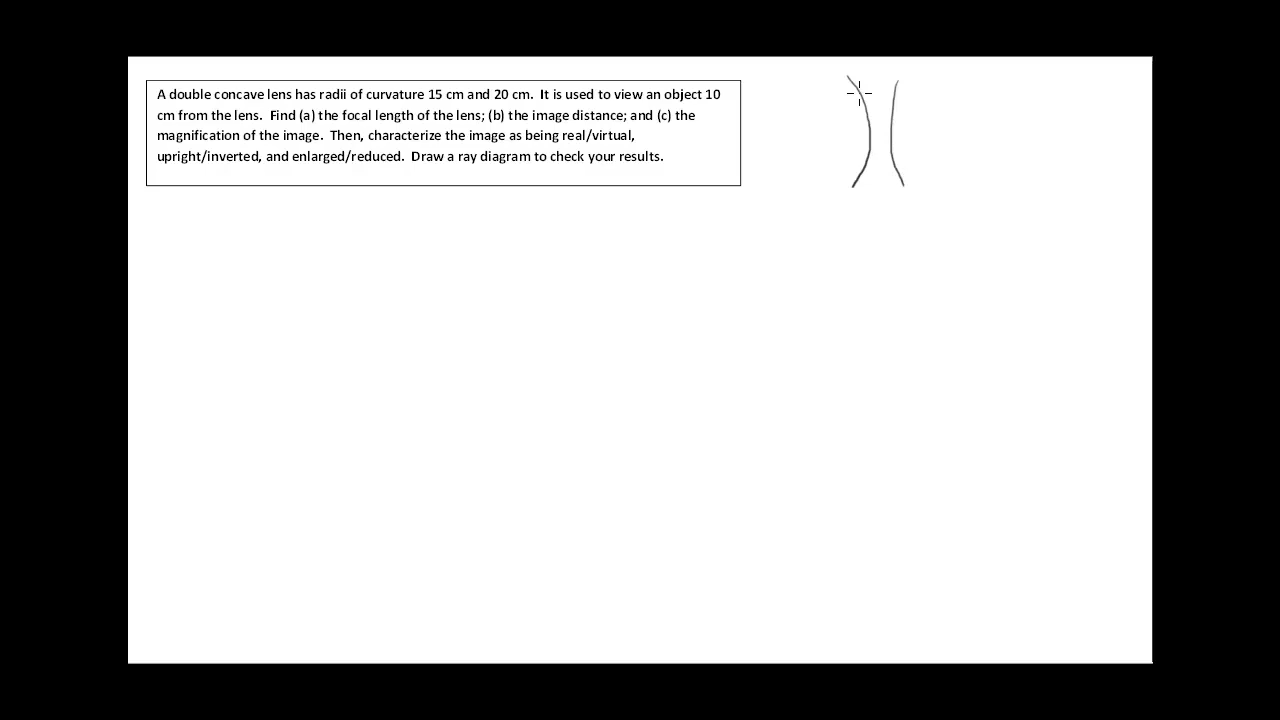 A double concave lens has radii of curvature 15 cm and 20 cm.  It is used to view an object 10
cm from the lens.  Find (a) the focal length of the lens; (b) the image distance; and (c) the
magnification of the image.  Then, characterize the image as being real/virtual,
upright/inverted, and enlarged/reduced.  Draw a ray diagram to check your results.